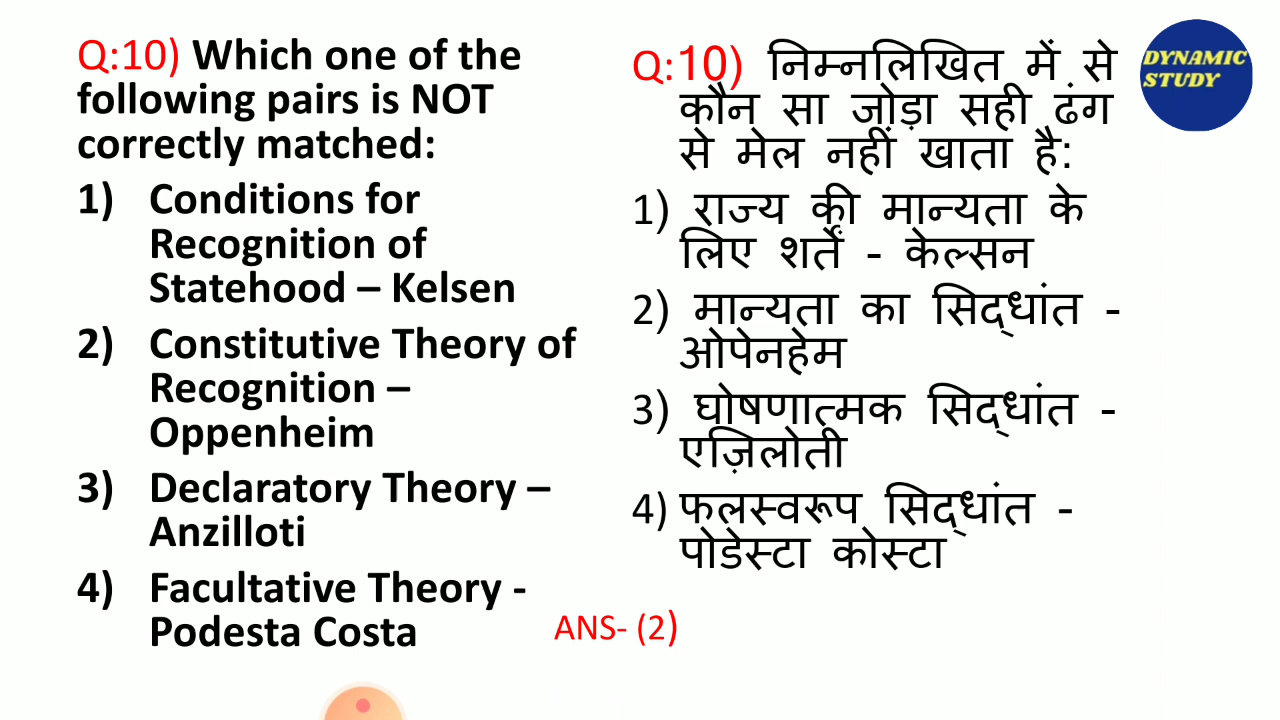 Q:10) Which one of the
following pairs is NOT
correctly matched:
1) Conditions for
Recognition of
Statehood – Kelsen
2) Constitutive Theory of
Recognition –
Oppenheim
3) Declaratory Theory –
Anzilloti
4) Facultative Theory -
Podesta Costa
Q:10) निम्नलिखित में से
कौन सा जोड़ा सही ढंग
से मेल नहीं खाता है:
1) राज्य की मान्यता के
लिए शर्तें - केल्सन
2) मान्यता का सिद्धांत -
ओपेनहेम
3) घोषणात्मक सिद्धांत -
एज़िलोती
4) फलस्वरूप सिद्धांत -
पोडेस्टा कोस्टा
ANS- (2)
DYNAMIC
STUDY